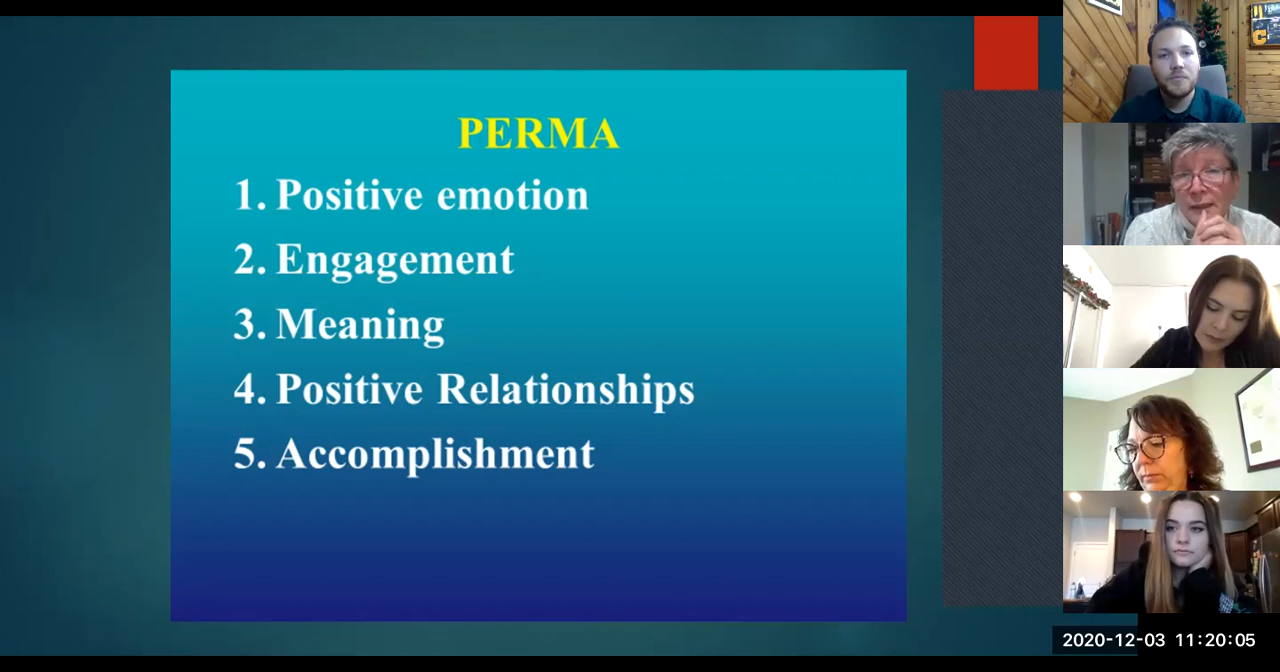 PERMA
1. Positive emotion
2. Engagement
3. Meaning
4. Positive Relationships
5. Accomplishment
2020-12-03 11:20:05